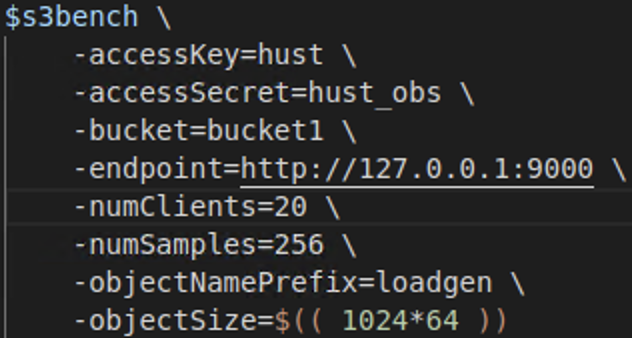 $s3bench \
-accessKey=hust \
-accessSecret=hust_obs \
-bucket=bucket1 \
-endpoint=http://127.0.0.1:9000 \
-numClients=20 \
-numSamples=256 \
-objectNamePrefix=loadgen \
-objectSize=$(( 1024*64 ))